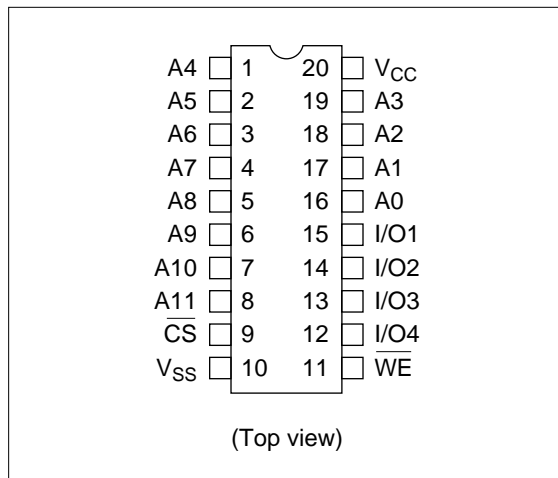 A4 1 20 VCC
A5 2 19 A3
A6 3 18 A2
A7 4 17 A1
A8 5 16 A0
A9 6 15 I/O1
A10 7 14 I/O2
A11 8 13 I/O3
C̅S̅ 9 12 I/O4
VSS 10 11 W̅E̅
(Top view)